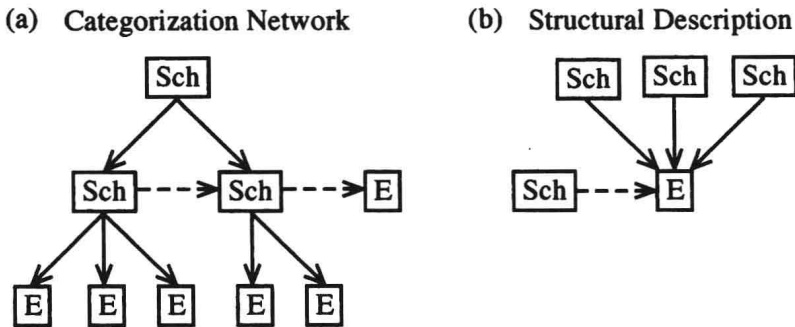 (a) Categorization Network (b) Structural Description
Sch Sch Sch Sch
Sch Sch E Sch E
E E E E E